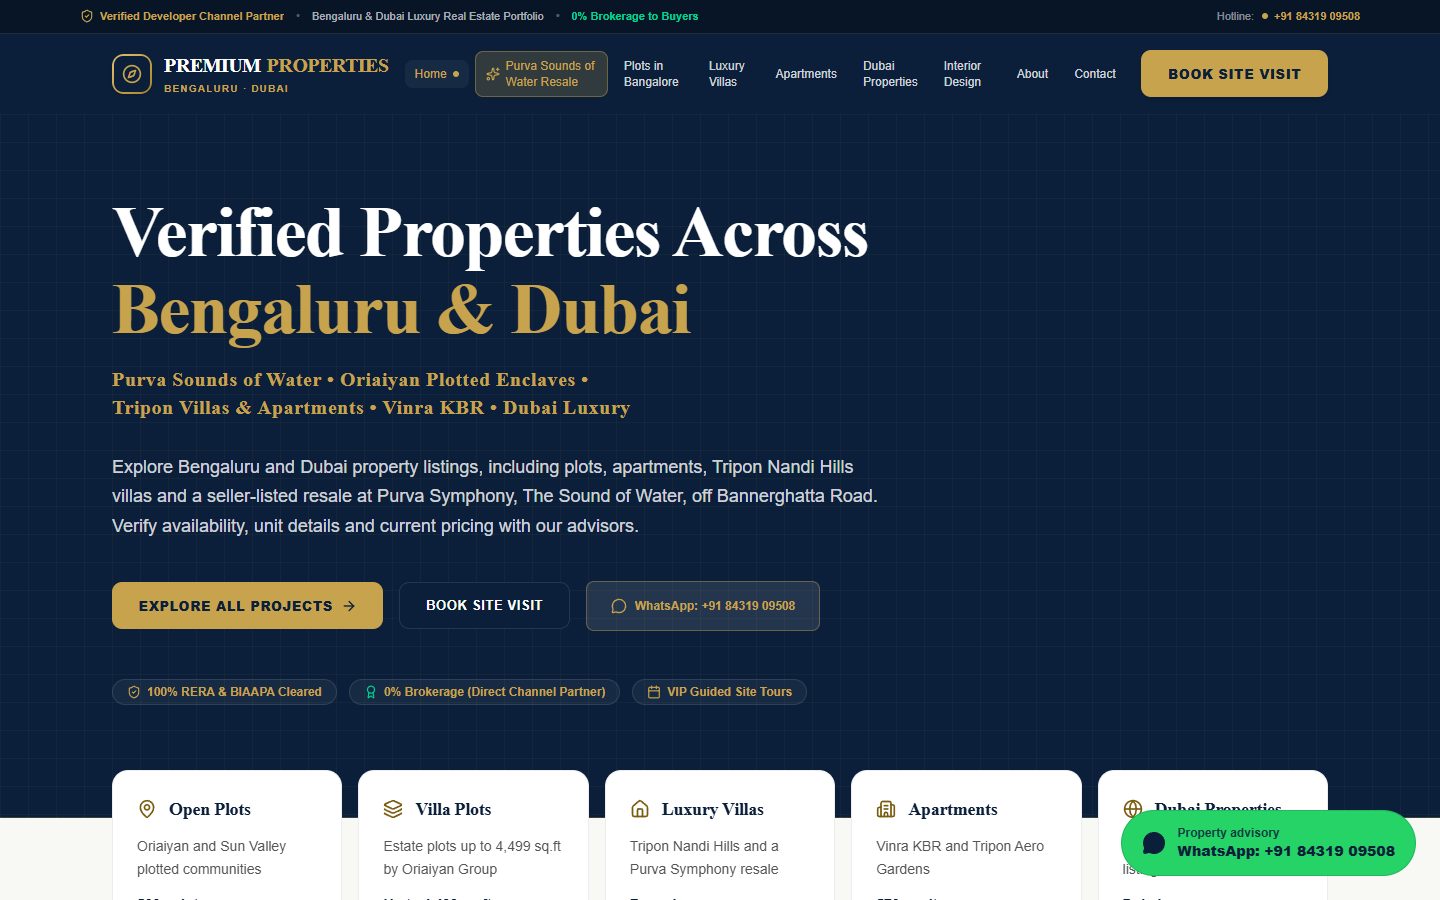 Verified Developer Channel Partner • Bengaluru & Dubai Luxury Real Estate Portfolio • 0% Brokerage to Buyers
Hotline: +91 84319 09508
PREMIUM PROPERTIES
BENGALURU · DUBAI
Home
Purva Sounds of
Water Resale
Plots in
Bangalore
Luxury
Villas
Apartments
Dubai
Properties
Interior
Design
About
Contact
BOOK SITE VISIT
Verified Properties Across
Bengaluru & Dubai
Purva Sounds of Water • Oriaiyan Plotted Enclaves •
Tripon Villas & Apartments • Vinra KBR • Dubai Luxury
Explore Bengaluru and Dubai property listings, including plots, apartments, Tripon Nandi Hills
villas and a seller-listed resale at Purva Symphony, The Sound of Water, off Bannerghatta Road.
Verify availability, unit details and current pricing with our advisors.
EXPLORE ALL PROJECTS →
BOOK SITE VISIT
WhatsApp: +91 84319 09508
100% RERA & BIAAPA Cleared
0% Brokerage (Direct Channel Partner)
VIP Guided Site Tours
Open Plots
Oriaiyan and Sun Valley
plotted communities
Villa Plots
Estate plots up to 4,499 sq.ft
by Oriaiyan Group
Luxury Villas
Tripon Nandi Hills and a
Purva Symphony resale
Apartments
Vinra KBR and Tripon Aero
Gardens
Dubai Properties
Property advisory
WhatsApp: +91 84319 09508